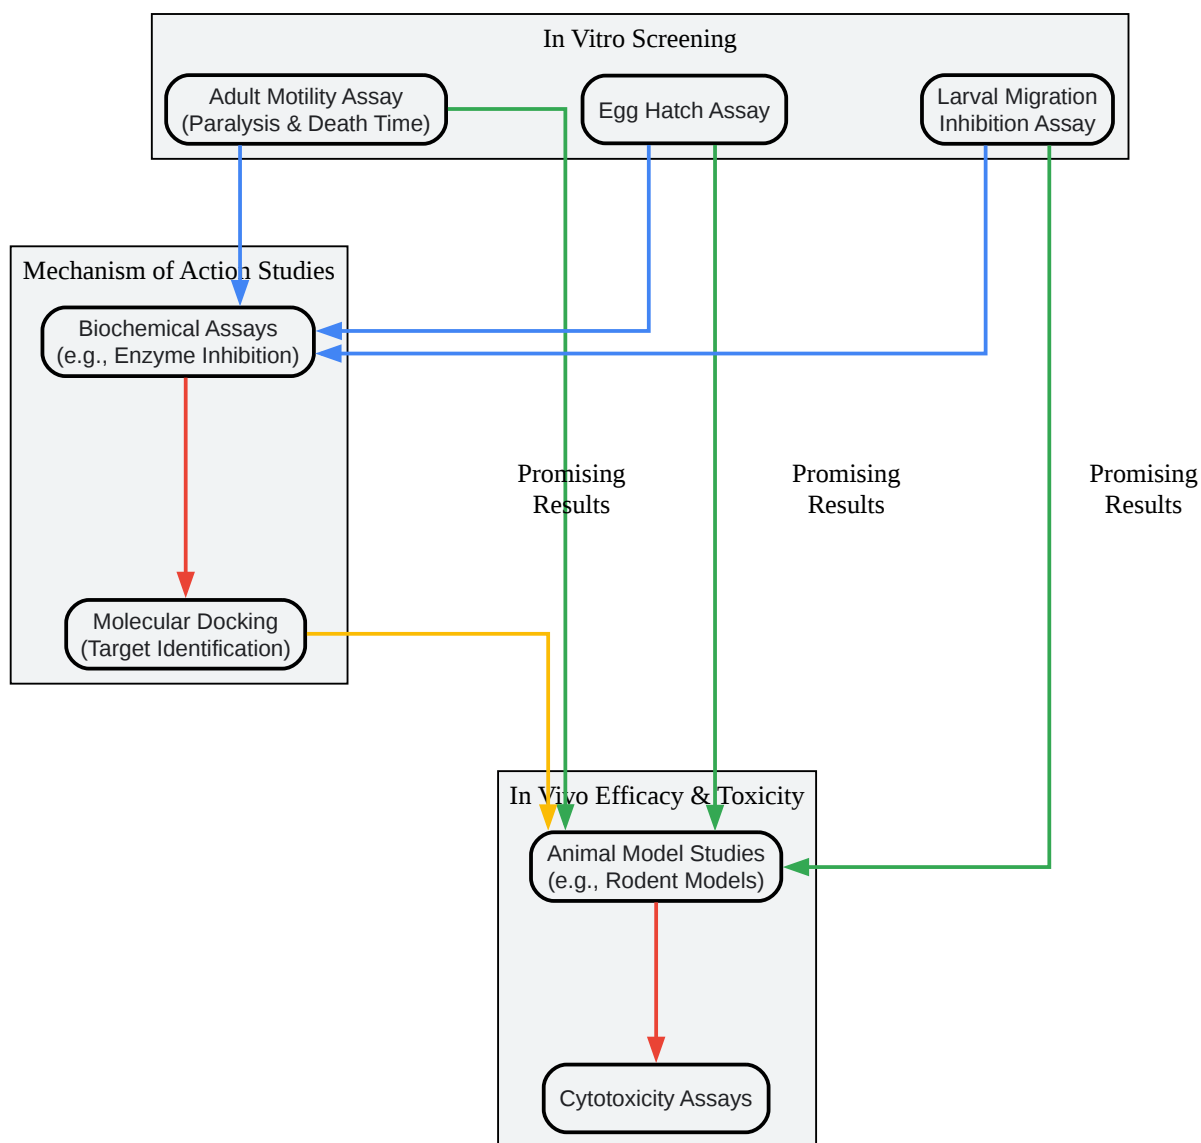 In Vitro Screening
Adult Motility Assay
(Paralysis & Death Time)
Egg Hatch Assay
Larval Migration
Inhibition Assay
Mechanism of Action Studies
Biochemical Assays
(e.g., Enzyme Inhibition)
Promising
Results
Promising
Results
Promising
Results
Molecular Docking
(Target Identification)
In Vivo Efficacy & Toxicity
Animal Model Studies
(e.g., Rodent Models)
Cytotoxicity Assays